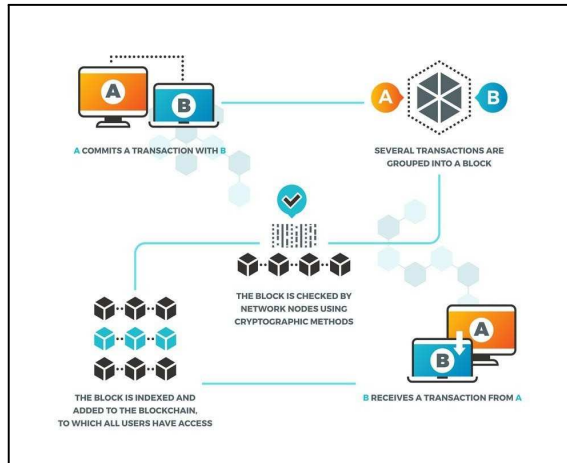 A
B
A COMMITS A TRANSACTION WITH B
A
B
SEVERAL TRANSACTIONS ARE
GROUPED INTO A BLOCK
THE BLOCK IS CHECKED BY
NETWORK NODES USING
CRYPTOGRAPHIC METHODS
THE BLOCK IS INDEXED AND
ADDED TO THE BLOCKCHAIN,
TO WHICH ALL USERS HAVE ACCESS
A
B
B RECEIVES A TRANSACTION FROM A